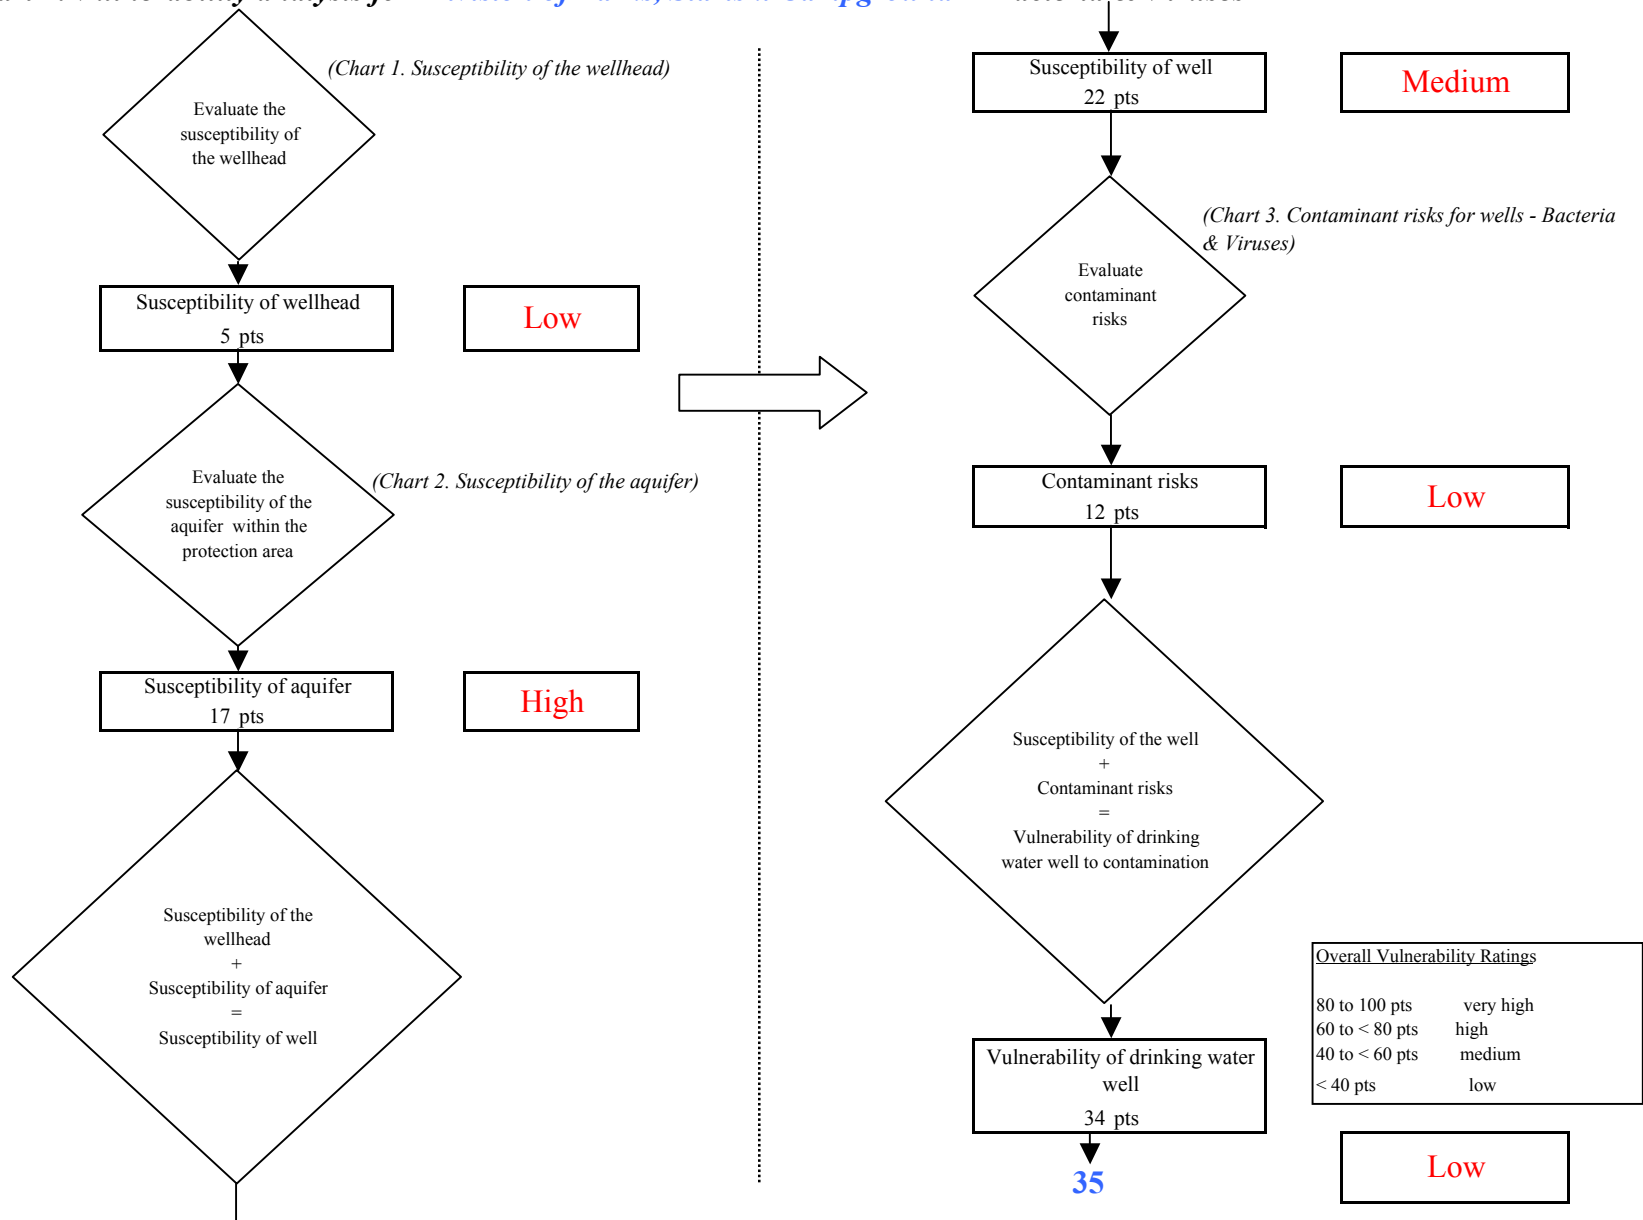 (Chart 1. Susceptibility of the wellhead)
Evaluate the
susceptibility of
the wellhead
Susceptibility of wellhead
5 pts
Low
Evaluate the
susceptibility of the
aquifer within the
protection area
(Chart 2. Susceptibility of the aquifer)
Susceptibility of aquifer
17 pts
High
Susceptibility of the
wellhead
+
Susceptibility of aquifer
=
Susceptibility of well
Susceptibility of well
22 pts
Medium
(Chart 3. Contaminant risks for wells - Bacteria
& Viruses)
Evaluate
contaminant
risks
Contaminant risks
12 pts
Low
Susceptibility of the well
+
Contaminant risks
=
Vulnerability of drinking
water well to contamination
Overall Vulnerability Ratings
80 to 100 pts very high
60 to < 80 pts high
40 to < 60 pts medium
< 40 pts low
Vulnerability of drinking water
well
34 pts
35
Low